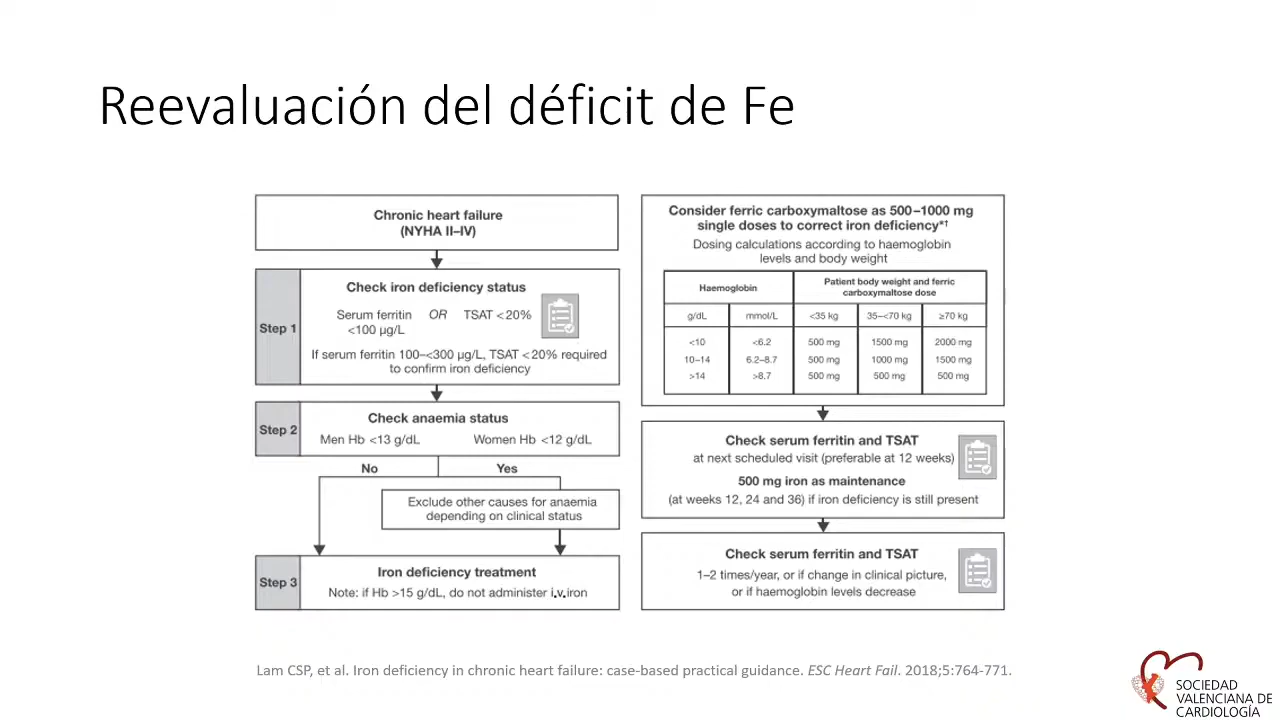 Reevaluación del déficit de Fe
Chronic heart failure
(NYHA II–IV)
Step 1
Check iron deficiency status
Serum ferritin OR TSAT <20%
<100 µg/L
If serum ferritin 100–<300 µg/L, TSAT <20% required
to confirm iron deficiency
Step 2
Check anaemia status
Men Hb <13 g/dL Women Hb <12 g/dL
No Yes
Exclude other causes for anaemia
depending on clinical status
Step 3
Iron deficiency treatment
Note: if Hb >15 g/dL, do not administer i.v. iron
Consider ferric carboxymaltose as 500–1000 mg
single doses to correct iron deficiency*†
Dosing calculations according to haemoglobin
levels and body weight
Haemoglobin Patient body weight and ferric
carboxymaltose dose
g/dL mmol/L <35 kg 35–<70 kg ≥70 kg
<10 <6.2 500 mg 1500 mg 2000 mg
10–14 6.2–8.7 500 mg 1000 mg 1500 mg
>14 >8.7 500 mg 500 mg 500 mg
Check serum ferritin and TSAT
at next scheduled visit (preferable at 12 weeks)
500 mg iron as maintenance
(at weeks 12, 24 and 36) if iron deficiency is still present
Check serum ferritin and TSAT
1–2 times/year, or if change in clinical picture,
or if haemoglobin levels decrease
Lam CSP, et al. Iron deficiency in chronic heart failure: case-based practical guidance. ESC Heart Fail. 2018;5:764-771.
SOCIEDAD
VALENCIANA DE
CARDIOLOGÍA